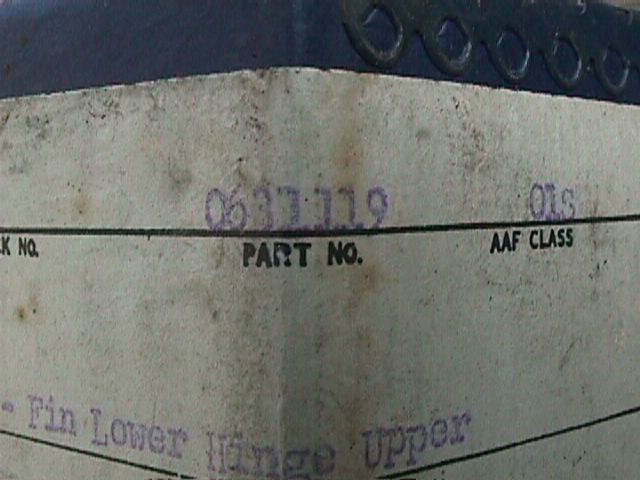 0631119 01S
K NO. PART NO. AAF CLASS
- Fin Lower Hinge Upper